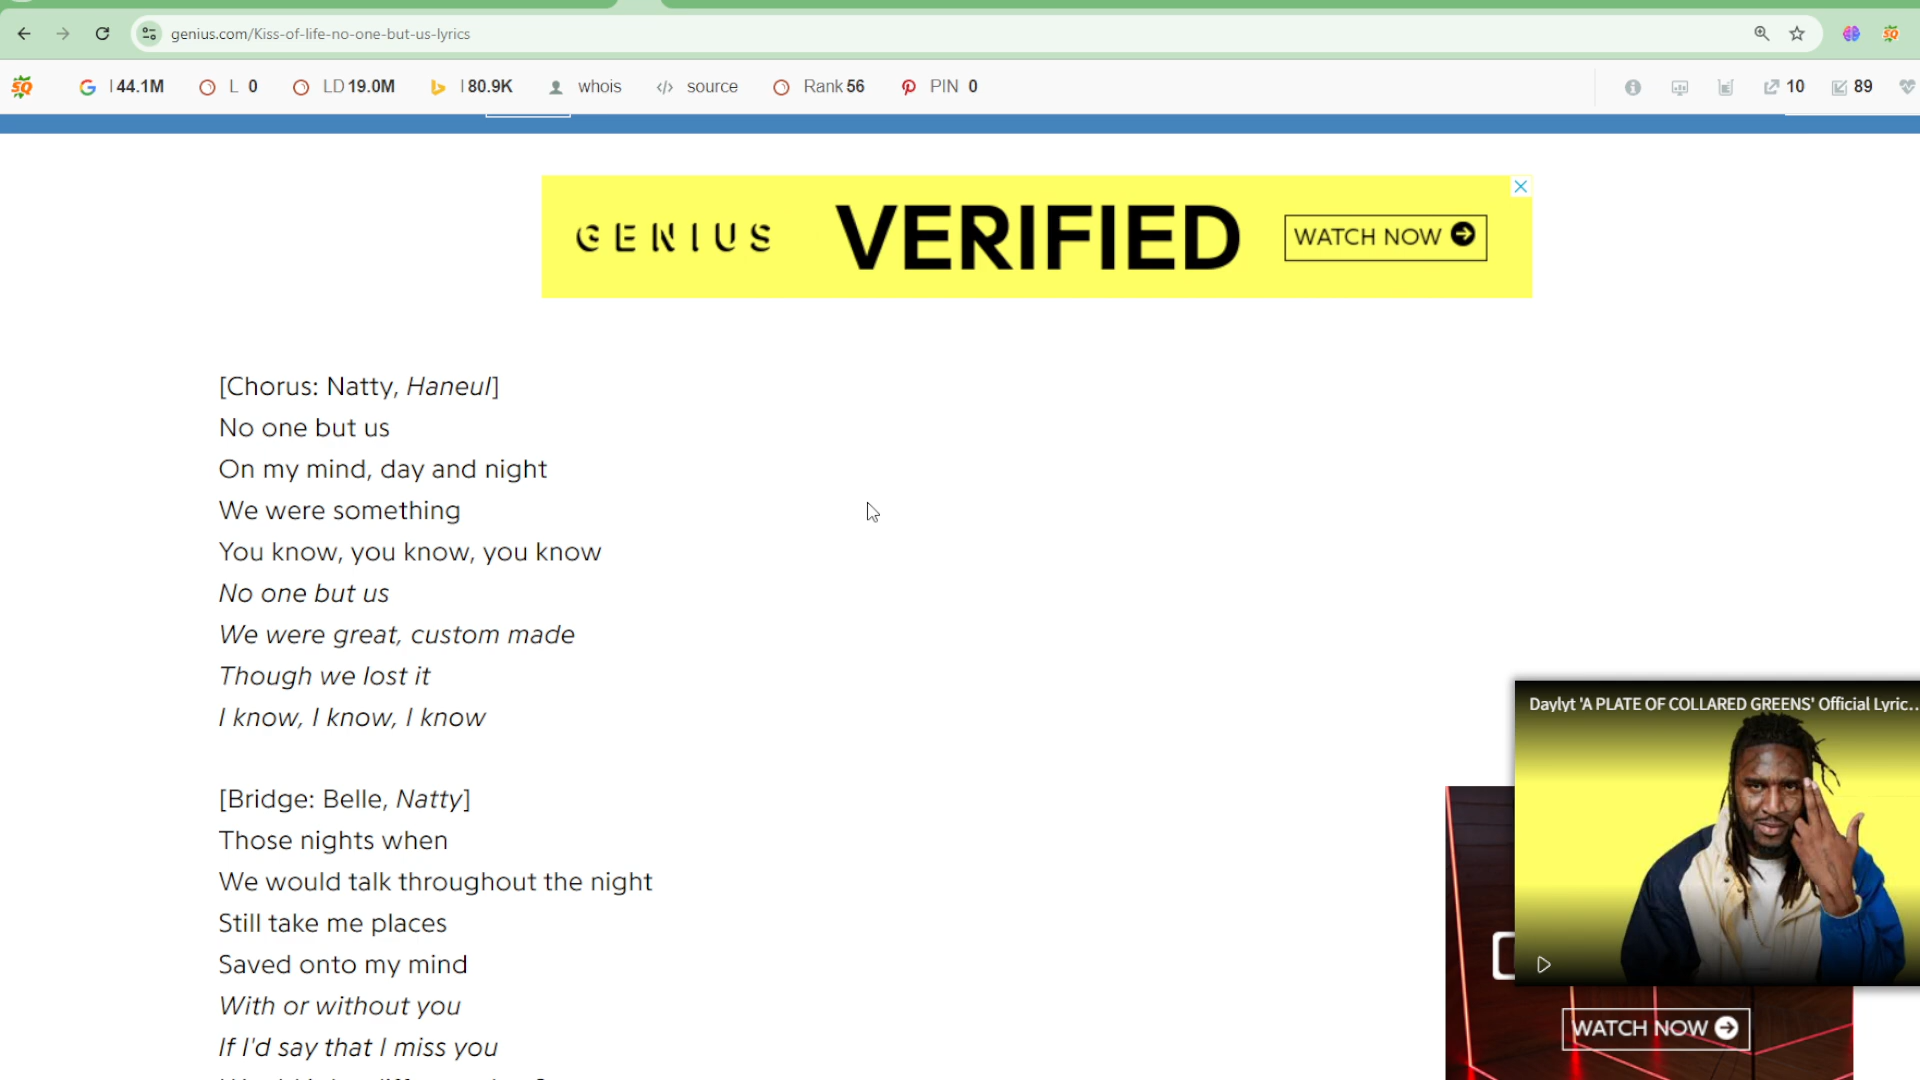 genius.com/Kiss-of-life-no-one-but-us-lyrics
SQ
I 44.1M
L 0
LD 19.0M
I 80.9K
whois
source
Rank 56
PIN 0
10
89
GENIUS VERIFIED WATCH NOW
[Chorus: Natty, Haneul]
No one but us
On my mind, day and night
We were something
You know, you know, you know
No one but us
We were great, custom made
Though we lost it
I know, I know, I know
[Bridge: Belle, Natty]
Those nights when
We would talk throughout the night
Still take me places
Saved onto my mind
With or without you
If I'd say that I miss you
Daylyt 'A PLATE OF COLLARED GREENS' Official Lyric...
WATCH NOW